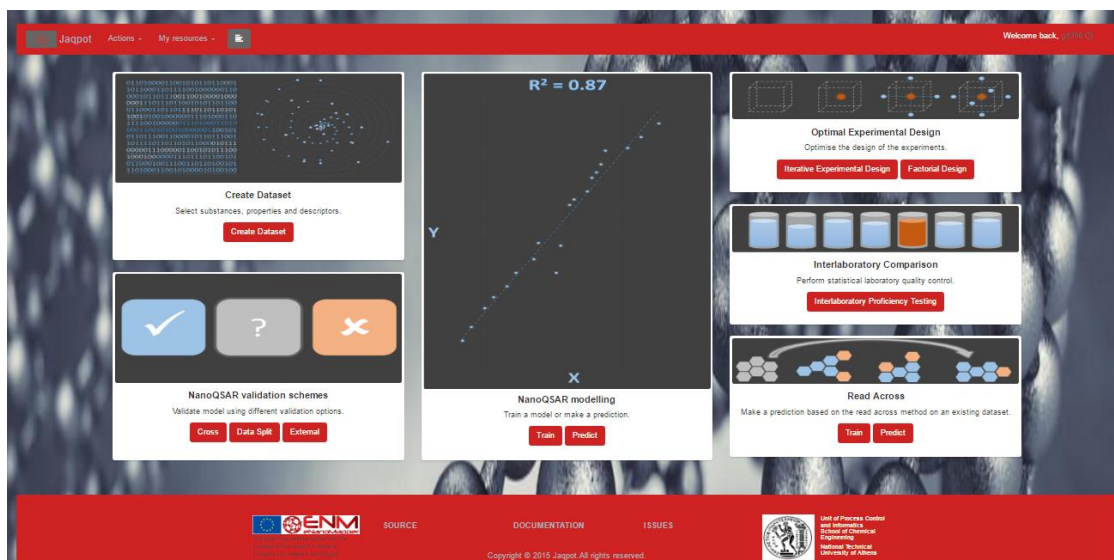 Jaqpot
Actions
My resources
Welcome back,
Create Dataset
Select substances, properties and descriptors.
Create Dataset
NanoQSAR validation schemes
Validate model using different validation options.
Cross Data Split External
R² = 0.87
Y
X
NanoQSAR modelling
Train a model or make a prediction.
Train Predict
Optimal Experimental Design
Optimise the design of the experiments.
Iterative Experimental Design Factorial Design
Interlaboratory Comparison
Perform statistical laboratory quality control.
Interlaboratory Proficiency Testing
Read Across
Make a prediction based on the read across method on an existing dataset.
Train Predict
ENM
eNanoMapper
SOURCE
DOCUMENTATION
ISSUES
Copyright © 2015 Jaqpot.All rights reserved.
Unit of Process Control
and Informatics
School of Chemical
Engineering
National Technical
University of Athens